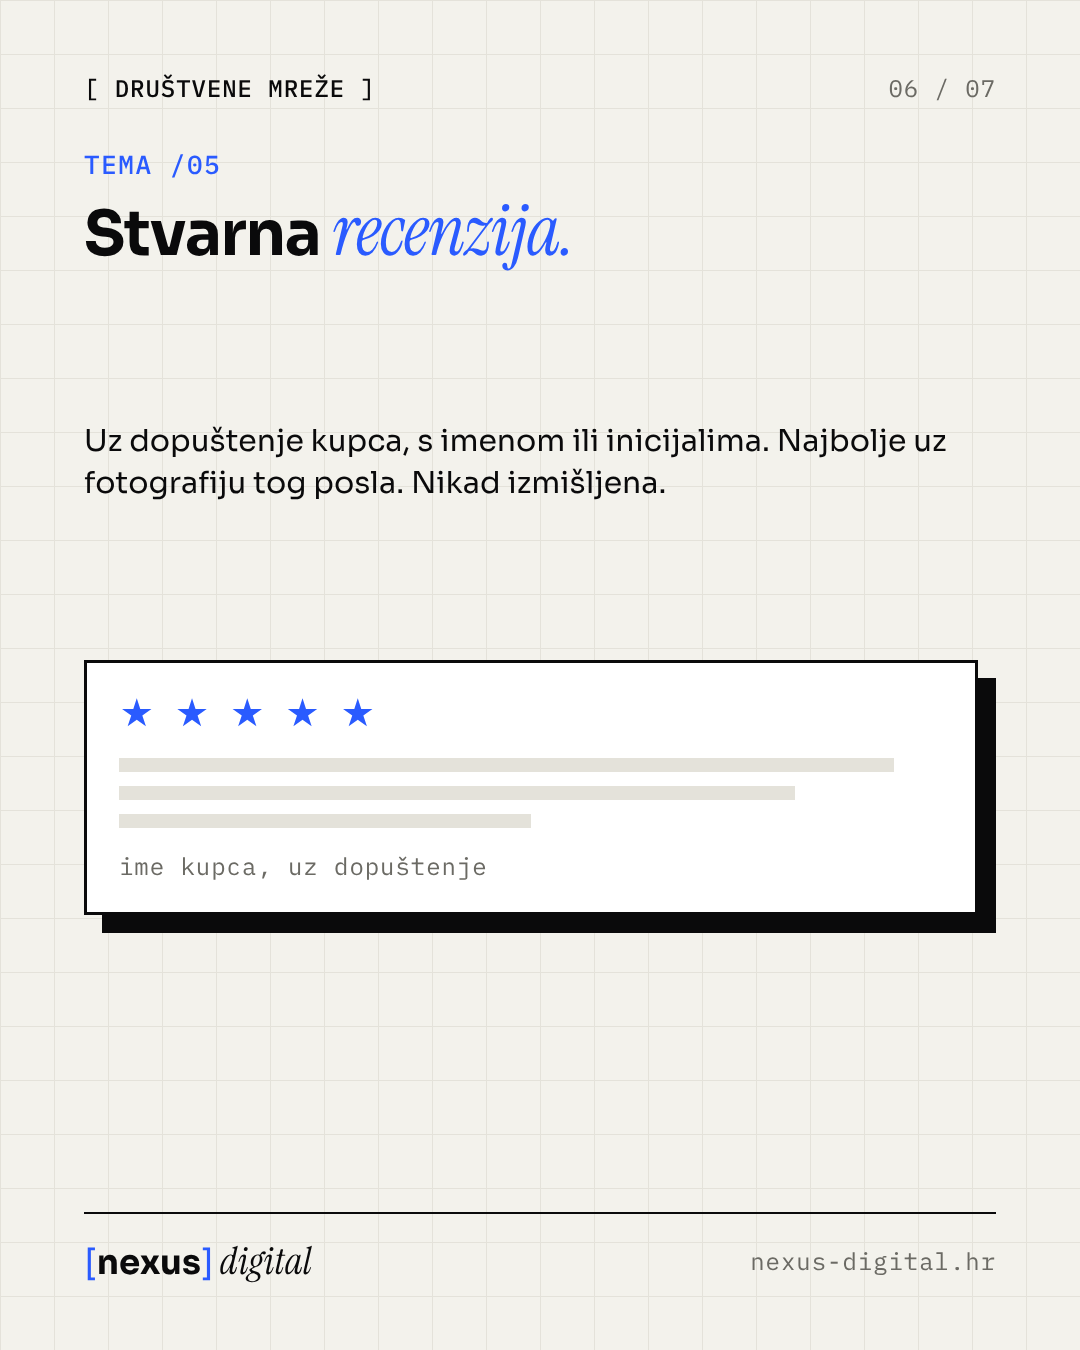 [ DRUŠTVENE MREŽE ]
06 / 07
TEMA /05
Stvarna recenzija.
Uz dopuštenje kupca, s imenom ili inicijalima. Najbolje uz
fotografiju tog posla. Nikad izmišljena.
★ ★ ★ ★ ★
ime kupca, uz dopuštenje
[nexus] digital
nexus-digital.hr